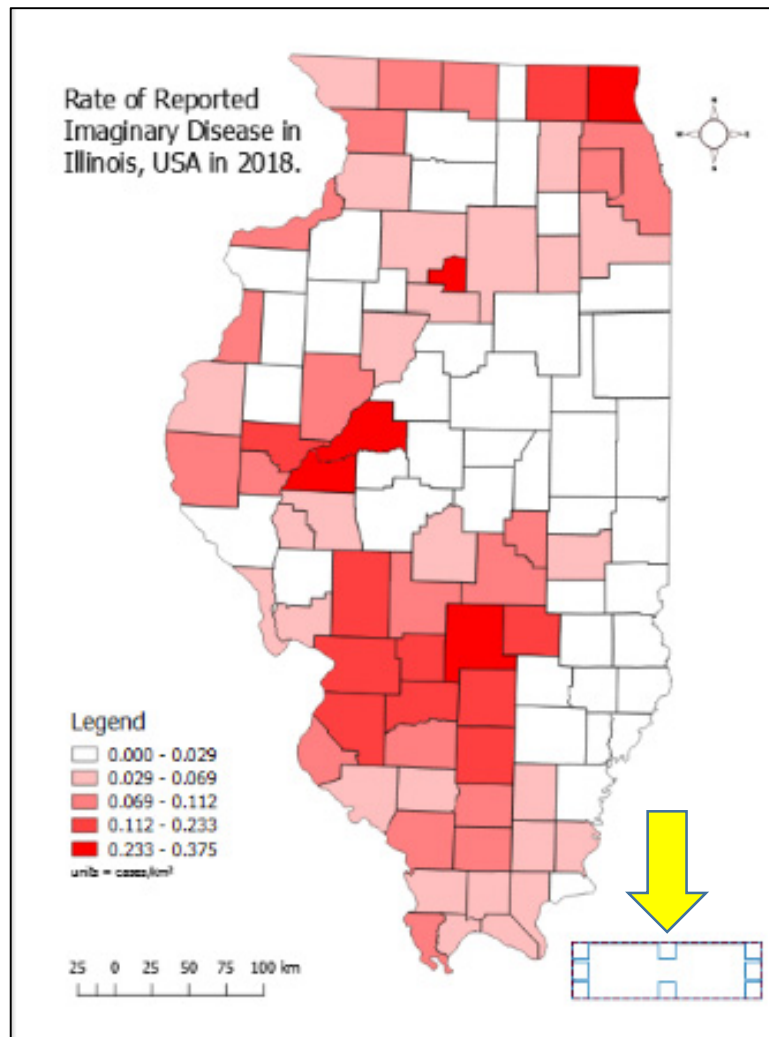 Rate of Reported
Imaginary Disease in
Illinois, USA in 2018.
Legend
0.000 - 0.029
0.029 - 0.069
0.069 - 0.112
0.112 - 0.233
0.233 - 0.375
units = cases/km²
25 0 25 50 75 100 km